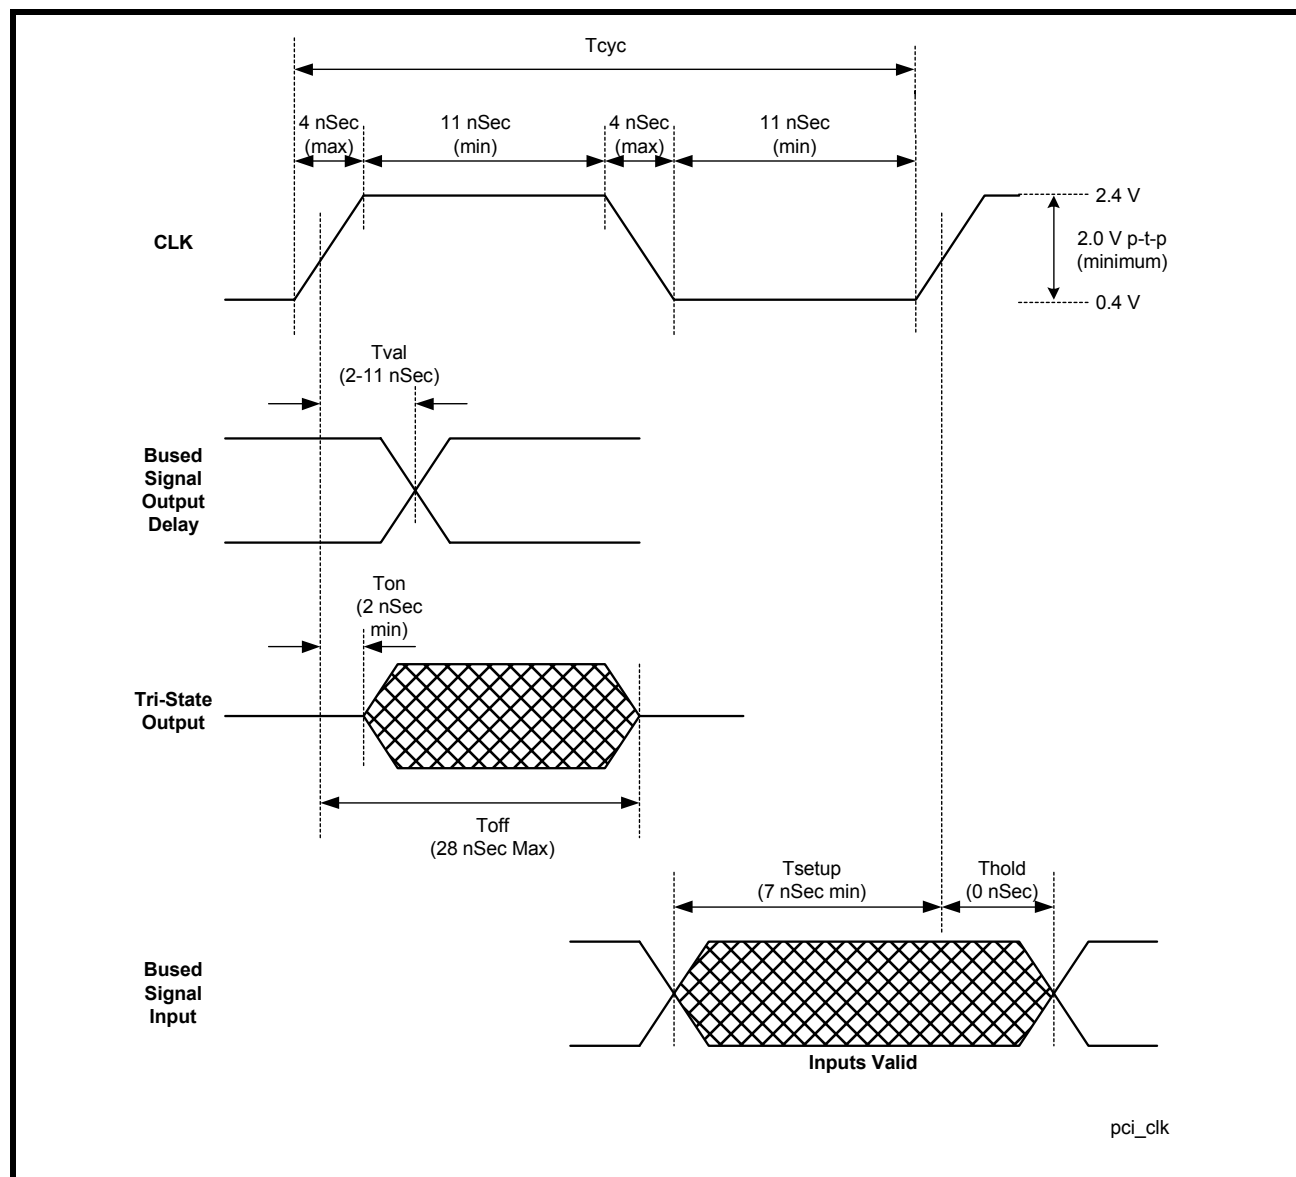 Tcyc
4 nSec
(max)
11 nSec
(min)
4 nSec
(max)
11 nSec
(min)
CLK
2.4 V
2.0 V p-t-p
(minimum)
0.4 V
Tval
(2-11 nSec)
Bused
Signal
Output
Delay
Ton
(2 nSec
min)
Tri-State
Output
Toff
(28 nSec Max)
Tsetup
(7 nSec min)
Thold
(0 nSec)
Bused
Signal
Input
Inputs Valid
pci_clk